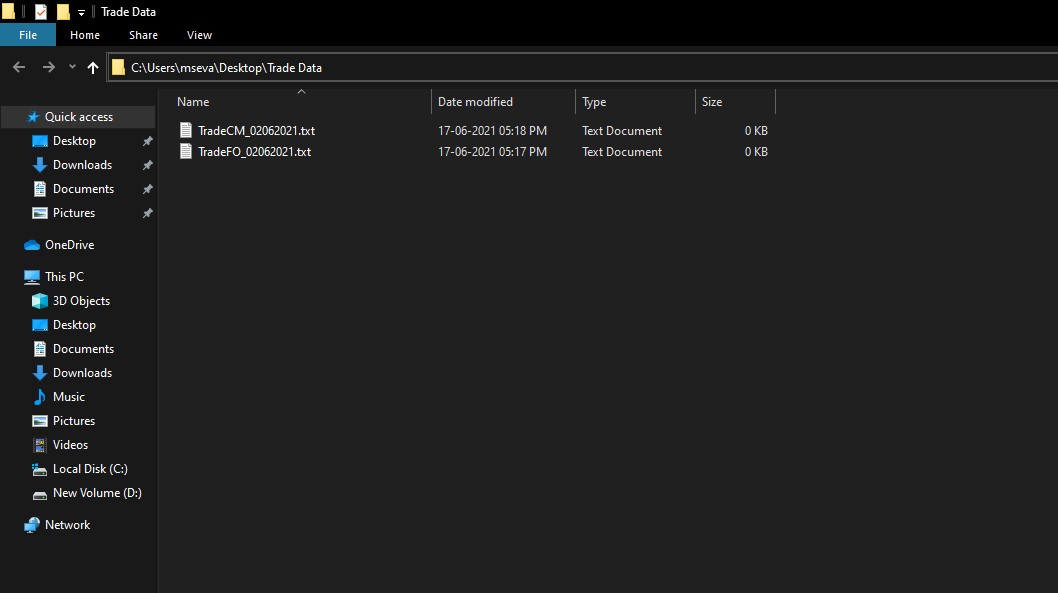 Trade Data
File Home Share View
C:\Users\mseva\Desktop\Trade Data
Name Date modified Type Size
TradeCM_02062021.txt 17-06-2021 05:18 PM Text Document 0 KB
TradeFO_02062021.txt 17-06-2021 05:17 PM Text Document 0 KB
Quick access
Desktop
Downloads
Documents
Pictures
OneDrive
This PC
3D Objects
Desktop
Documents
Downloads
Music
Pictures
Videos
Local Disk (C:)
New Volume (D:)
Network